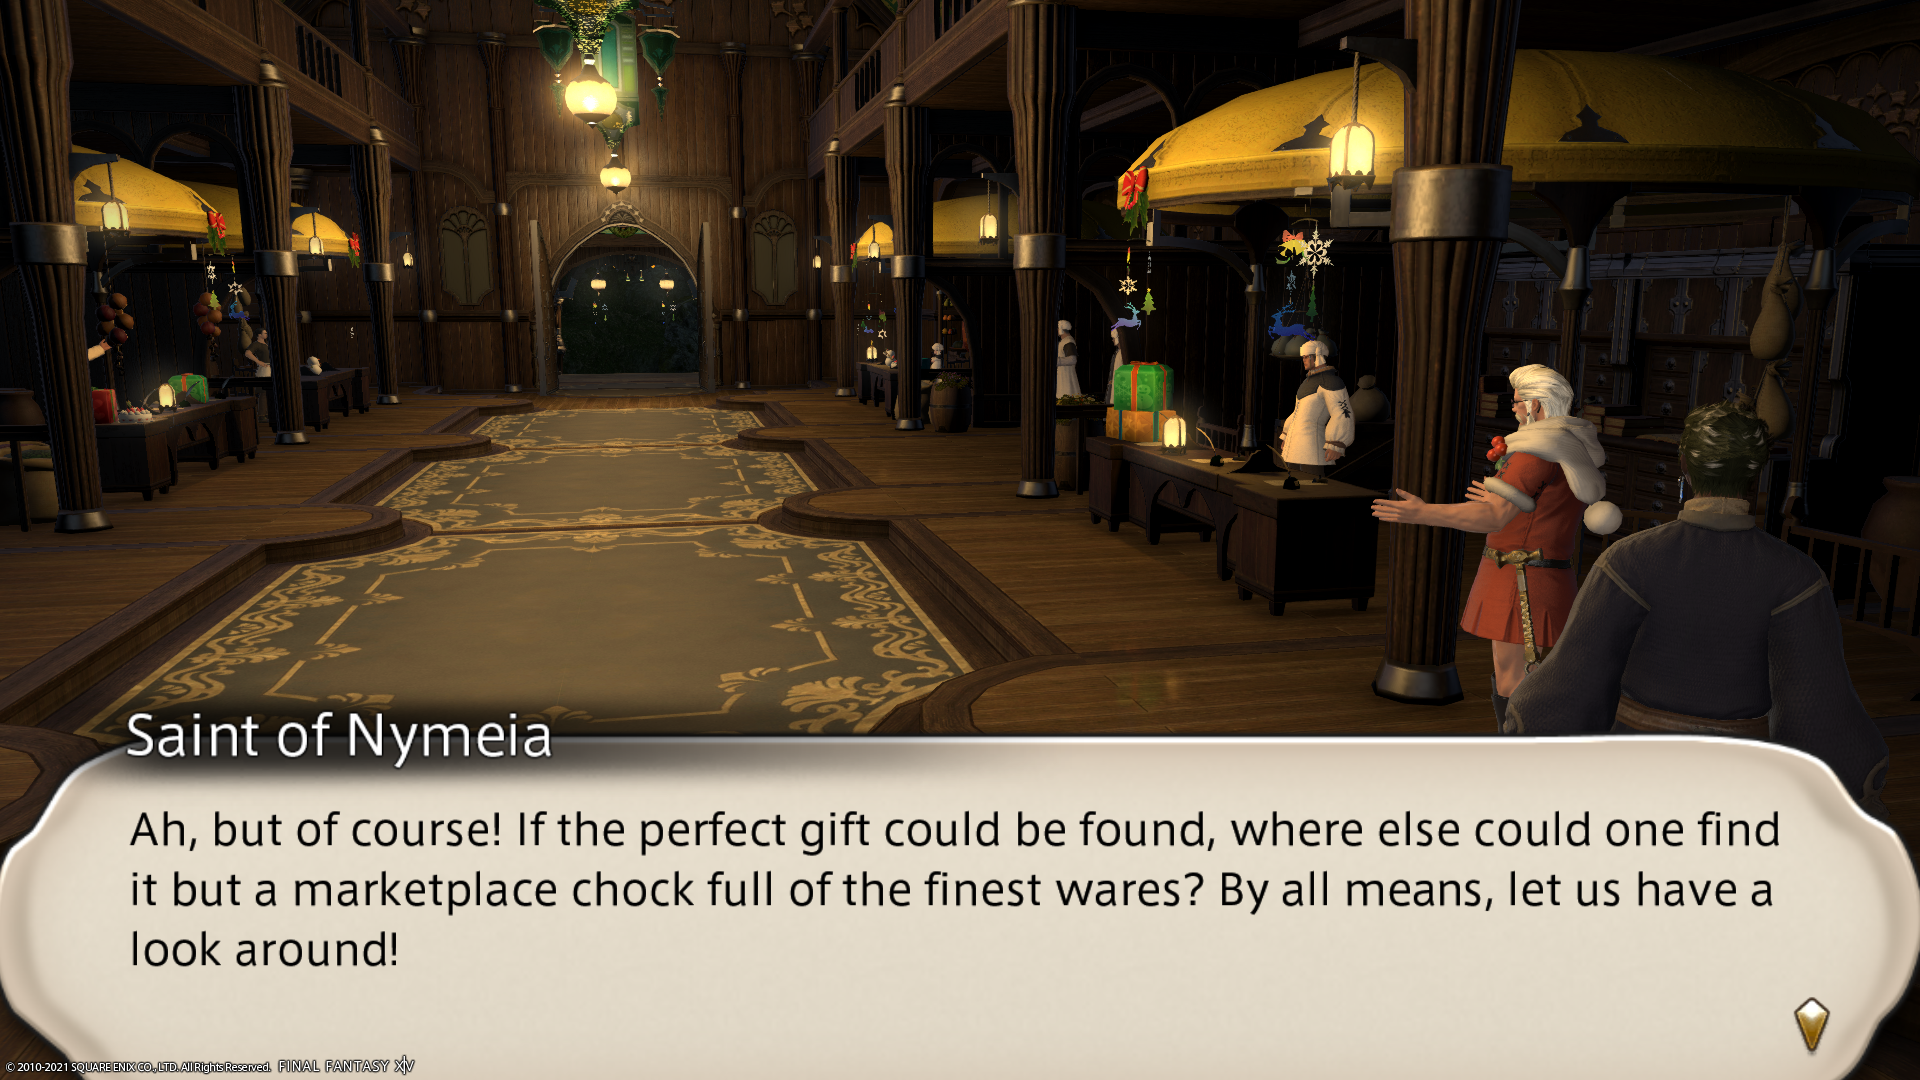 Saint of Nymeia
Ah, but of course! If the perfect gift could be found, where else could one find
it but a marketplace chock full of the finest wares? By all means, let us have a
look around!
© 2010-2021 SQUARE ENIX CO., LTD. All Rights Reserved. FINAL FANTASY XIV